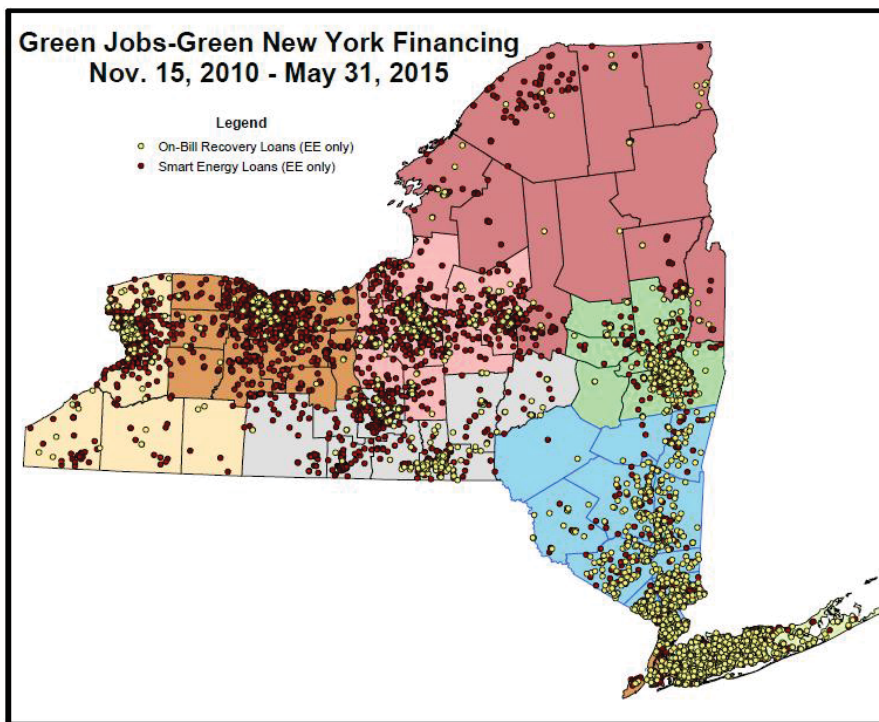 Green Jobs-Green New York Financing
Nov. 15, 2010 - May 31, 2015
Legend
On-Bill Recovery Loans (EE only)
Smart Energy Loans (EE only)